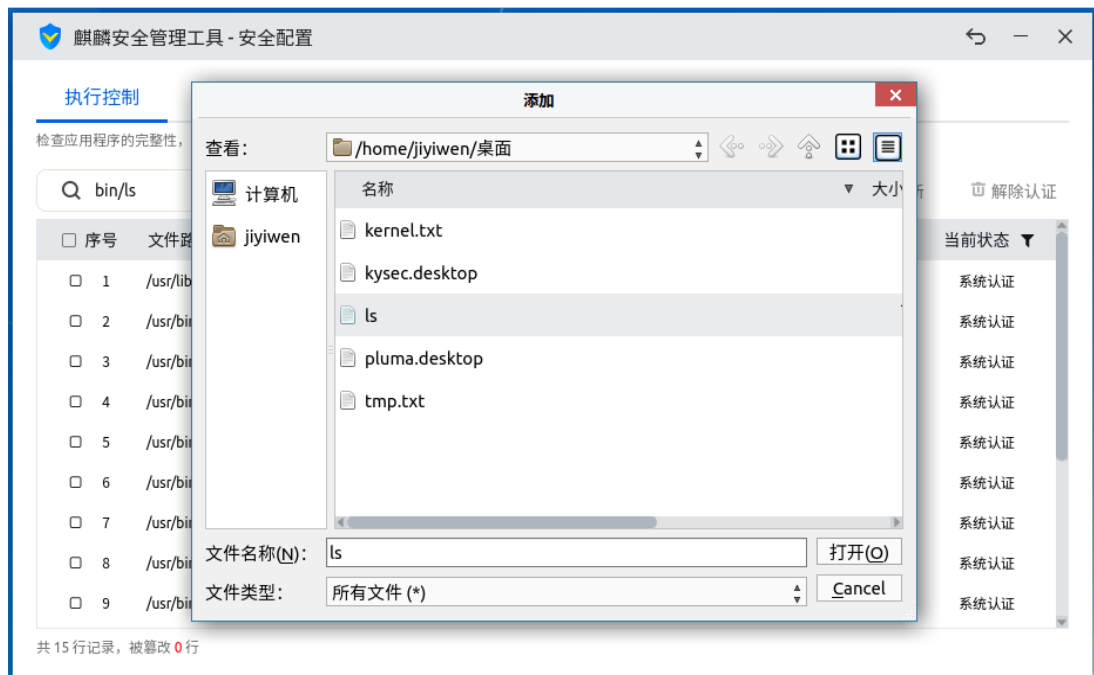 麒麟安全管理工具 - 安全配置
执行控制
检查应用程序的完整性，
bin/ls
解除认证
序号 文件路 当前状态
1 /usr/lib 系统认证
2 /usr/bin 系统认证
3 /usr/bin 系统认证
4 /usr/bin 系统认证
5 /usr/bin 系统认证
6 /usr/bin 系统认证
7 /usr/bin 系统认证
8 /usr/bin 系统认证
9 /usr/bin 系统认证
共 15 行记录，被篡改 0 行
添加
查看： /home/jiyiwen/桌面
计算机
jiyiwen
名称 大小
kernel.txt
kysec.desktop
ls
pluma.desktop
tmp.txt
文件名称(N)： ls 打开(O)
文件类型： 所有文件 (*) Cancel